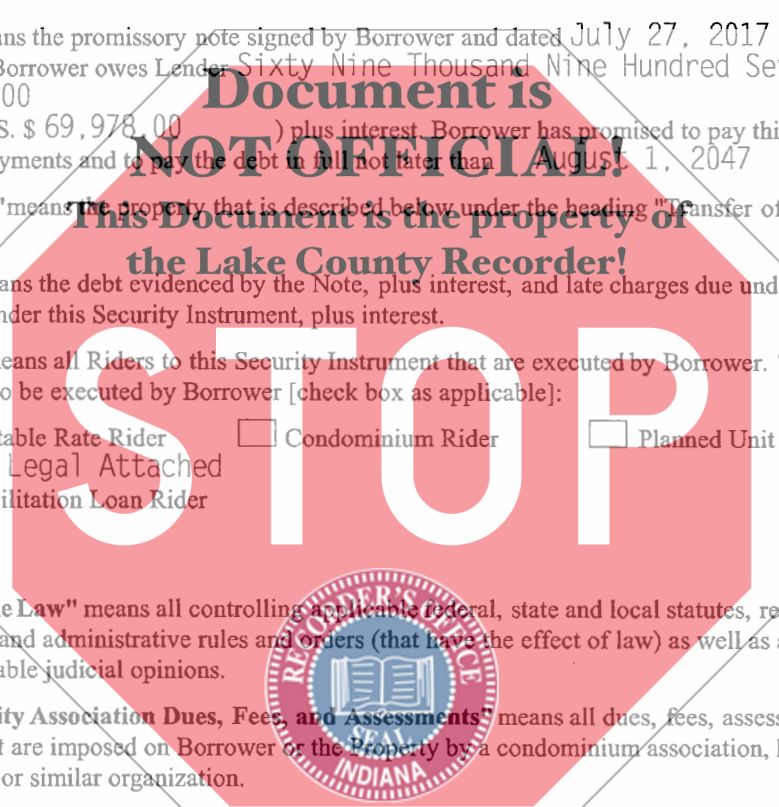 ans the promissory note signed by Borrower and dated July 27, 2017
Borrower owes Lender Sixty Nine Thousand Nine Hundred Se
00
Document is
S. $ 69,978.00 ) plus interest. Borrower has promised to pay thi
yments and to pay the debt in full not later than August 1, 2047
NOT OFFICIAL!
" means the property that is described below under the heading "Transfer of
This Document is the property of
the Lake County Recorder!
ans the debt evidenced by the Note, plus interest, and late charges due und
nder this Security Instrument, plus interest.
eans all Riders to this Security Instrument that are executed by Borrower.
o be executed by Borrower [check box as applicable]:
table Rate Rider Condominium Rider Planned Unit
Legal Attached
ilitation Loan Rider
STOP
e Law" means all controlling applicable federal, state and local statutes, re
and administrative rules and orders (that have the effect of law) as well as a
able judicial opinions.
ity Association Dues, Fees, and Assessments" means all dues, fees, assess
t are imposed on Borrower or the Property by a condominium association, h
or similar organization.
RECORDER'S OFFICE
SEAL
INDIANA